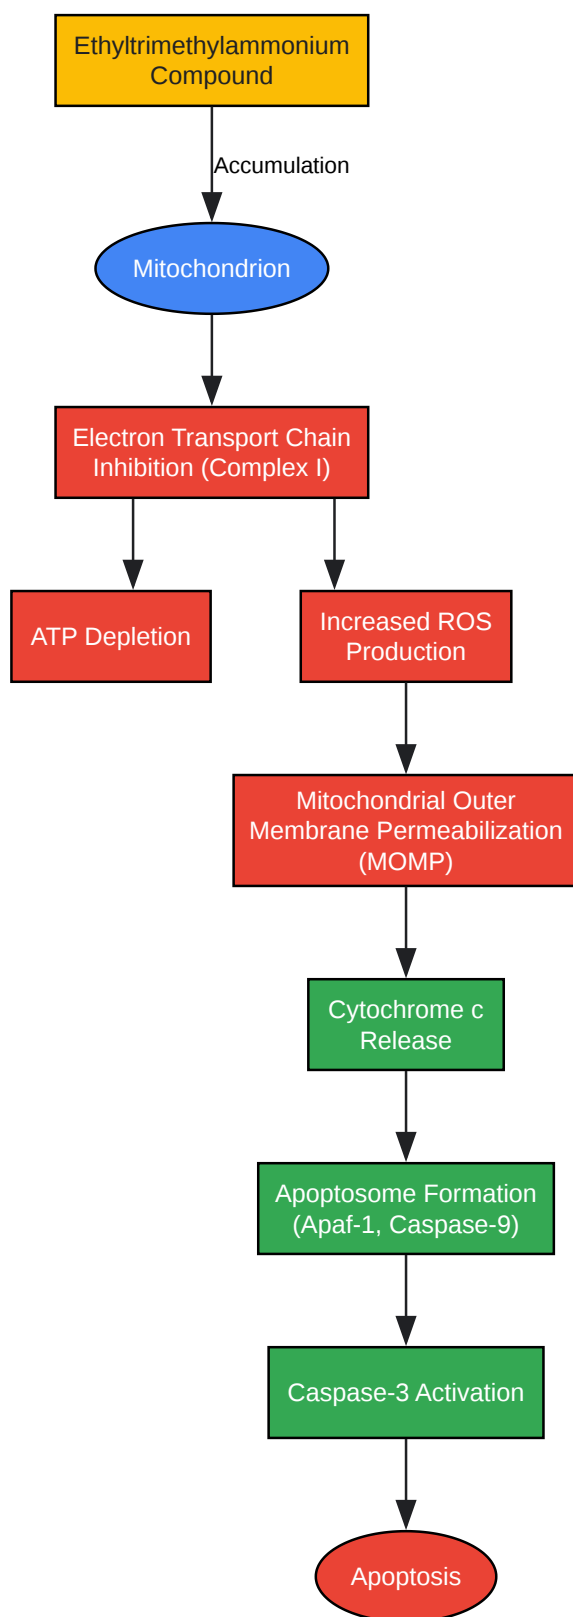 Ethyltrimethylammonium
Compound
Accumulation
Mitochondrion
Electron Transport Chain
Inhibition (Complex I)
ATP Depletion
Increased ROS
Production
Mitochondrial Outer
Membrane Permeabilization
(MOMP)
Cytochrome c
Release
Apoptosome Formation
(Apaf-1, Caspase-9)
Caspase-3 Activation
Apoptosis